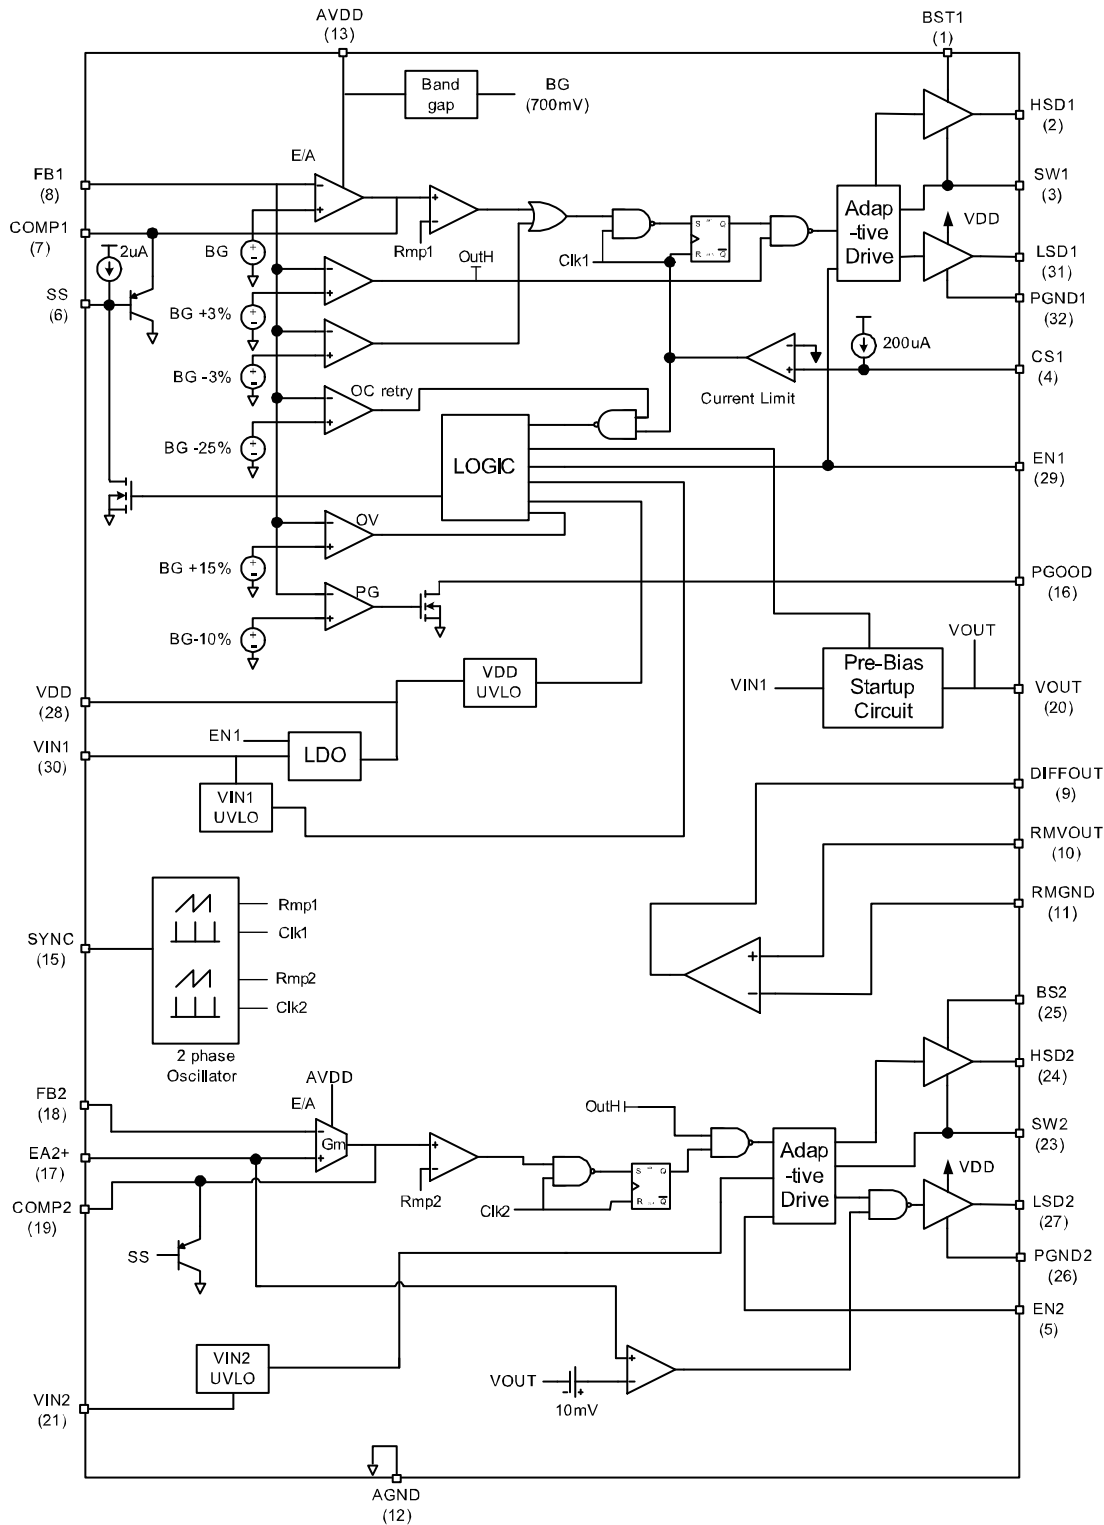 AVDD
(13)
BST1
(1)
Band
gap
BG
(700mV)
HSD1
(2)
E/A
FB1
(8)
SW1
(3)
COMP1
(7)
Adap
-tive
Drive
VDD
Rmp1
BG
2uA
OutH
Clk1
S
Q
R
Q
LSD1
(31)
SS
(6)
PGND1
(32)
BG +3%
200uA
CS1
(4)
BG -3%
OC retry
Current Limit
BG -25%
LOGIC
EN1
(29)
OV
BG +15%
PGOOD
(16)
PG
BG-10%
VOUT
VDD
UVLO
Pre-Bias
Startup
Circuit
VIN1
VOUT
(20)
VDD
(28)
EN1
LDO
VIN1
(30)
VIN1
UVLO
DIFFOUT
(9)
RMVOUT
(10)
RMGND
(11)
Rmp1
Clk1
SYNC
(15)
Rmp2
Clk2
BS2
(25)
2 phase
Oscillator
HSD2
(24)
AVDD
FB2
(18)
E/A
OutH
SW2
(23)
Gm
EA2+
(17)
Adap
-tive
Drive
VDD
Rmp2
S
Q
R
Q
Clk2
COMP2
(19)
LSD2
(27)
SS
PGND2
(26)
EN2
(5)
VIN2
UVLO
VOUT
10mV
VIN2
(21)
AGND
(12)